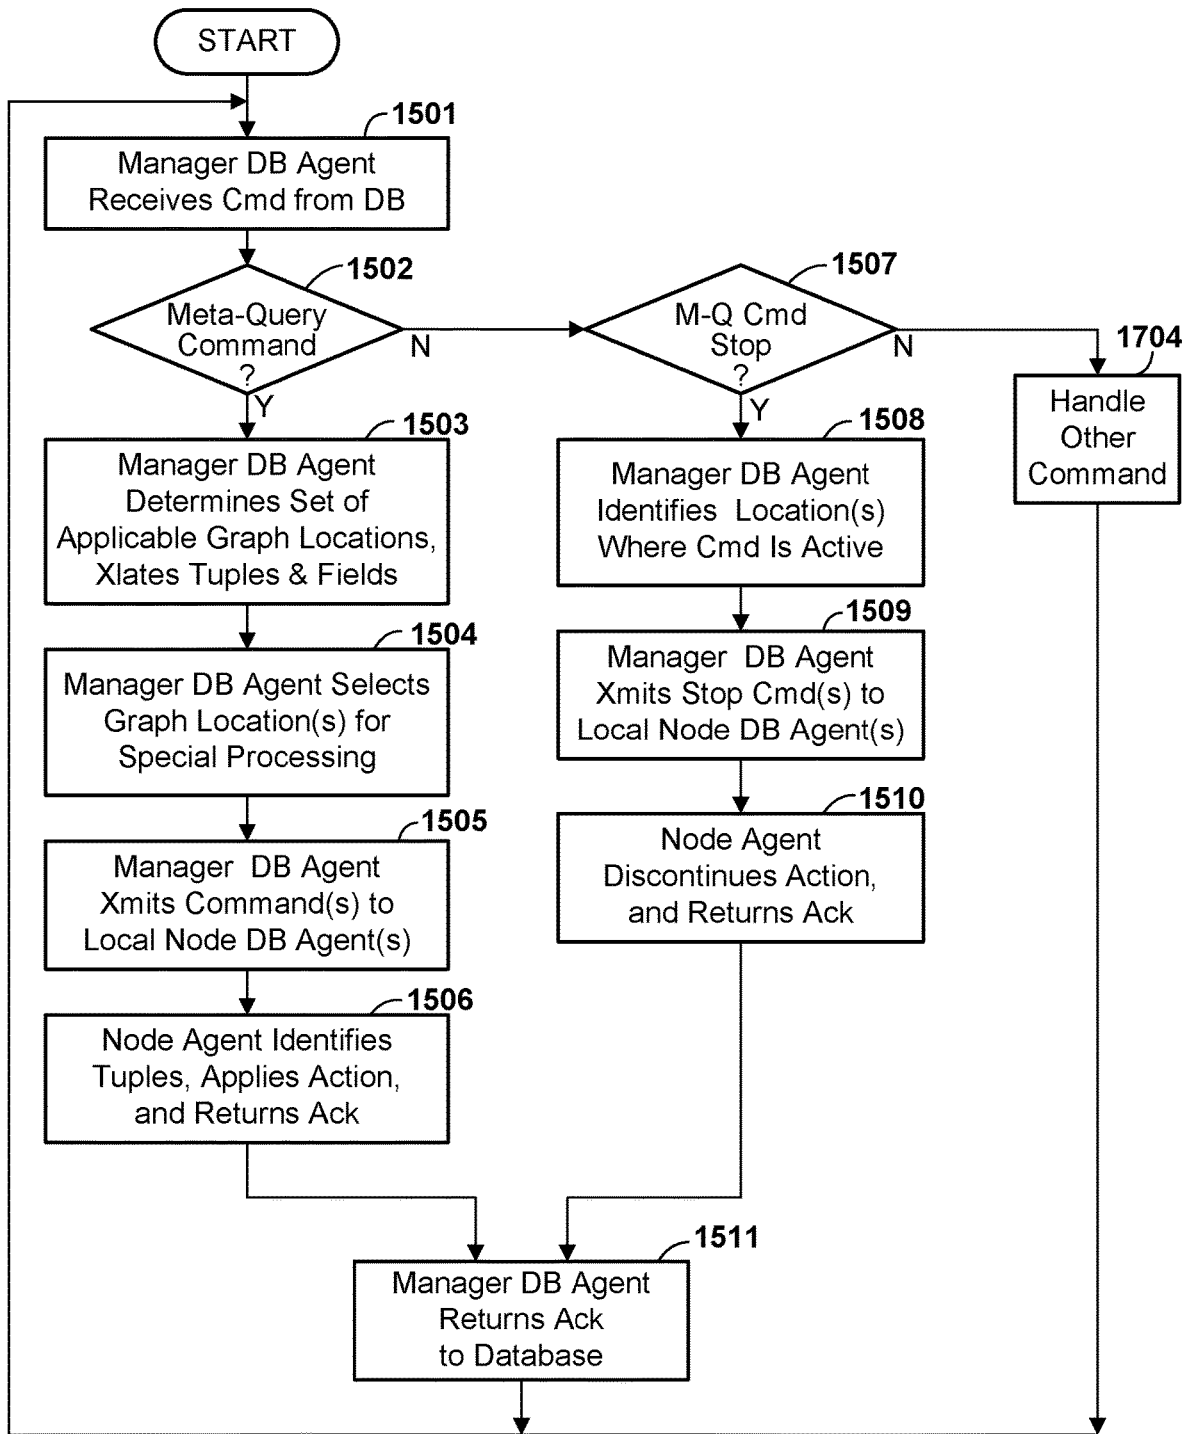 START
1501
Manager DB Agent
Receives Cmd from DB
1502
Meta-Query
Command
?
N
Y
1507
M-Q Cmd
Stop
?
N
Y
1704
Handle
Other
Command
1503
Manager DB Agent
Determines Set of
Applicable Graph Locations,
Xlates Tuples & Fields
1508
Manager DB Agent
Identifies Location(s)
Where Cmd Is Active
1504
Manager DB Agent Selects
Graph Location(s) for
Special Processing
1509
Manager DB Agent
Xmits Stop Cmd(s) to
Local Node DB Agent(s)
1505
Manager DB Agent
Xmits Command(s) to
Local Node DB Agent(s)
1510
Node Agent
Discontinues Action,
and Returns Ack
1506
Node Agent Identifies
Tuples, Applies Action,
and Returns Ack
1511
Manager DB Agent
Returns Ack
to Database